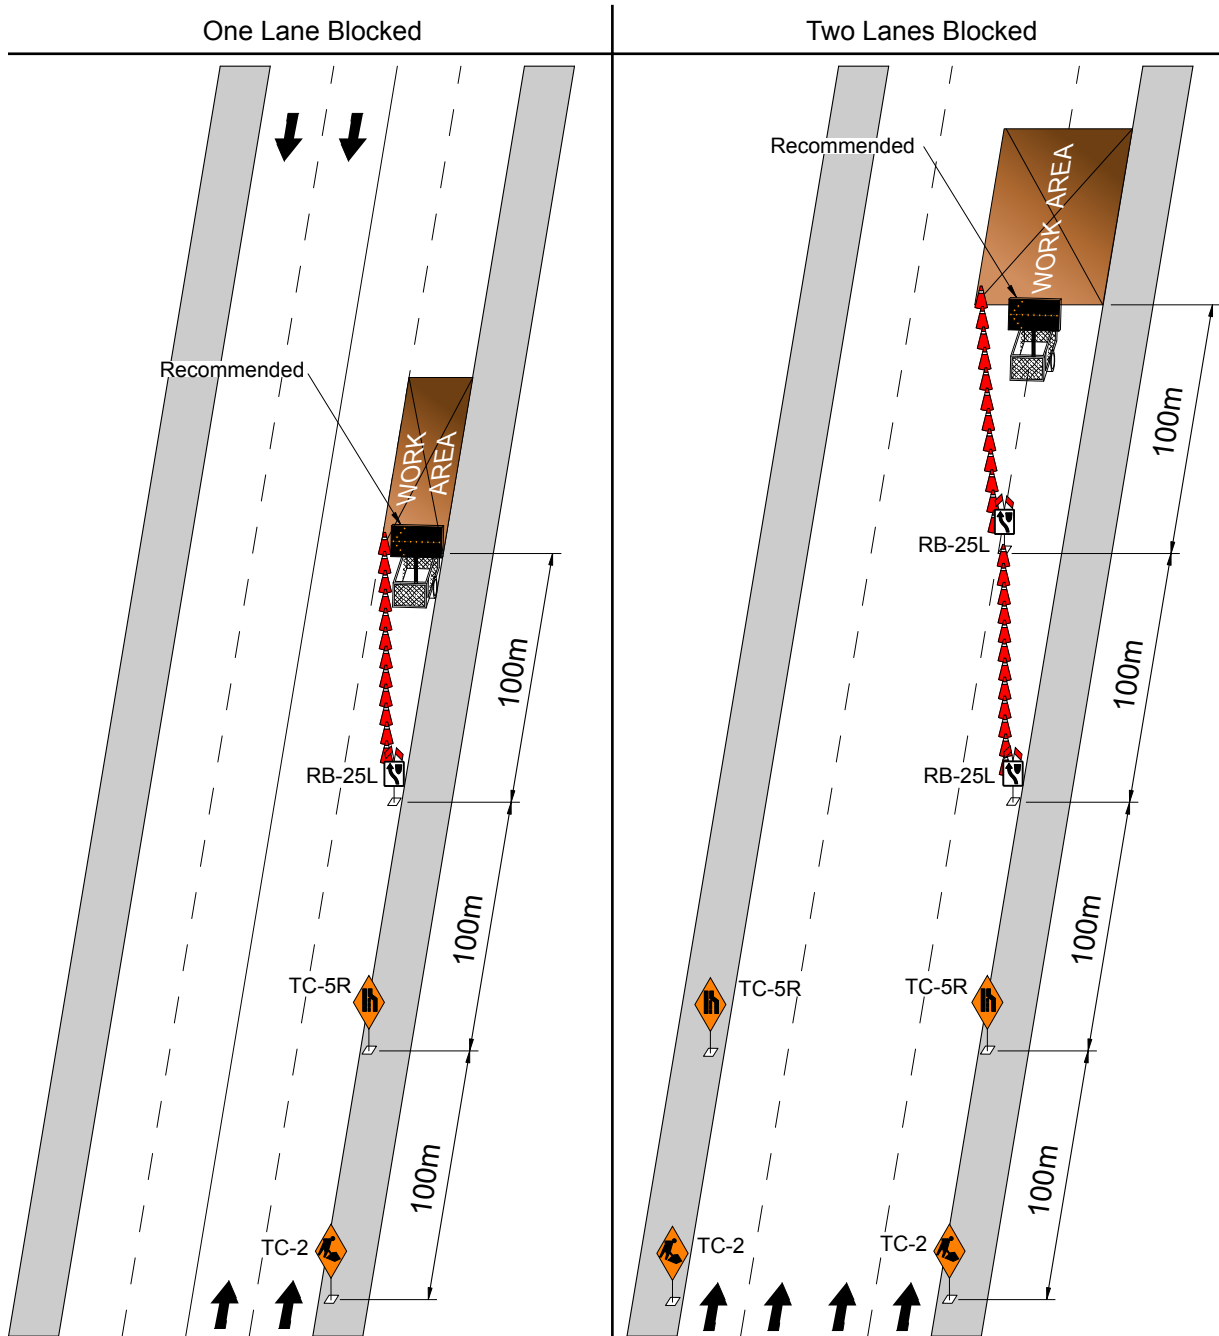 One Lane Blocked
Recommended
WORK
AREA
100m
RB-25L
100m
TC-5R
100m
TC-2
Two Lanes Blocked
Recommended
WORK AREA
100m
RB-25L
100m
RB-25L
100m
TC-5R
TC-5R
100m
TC-2
TC-2